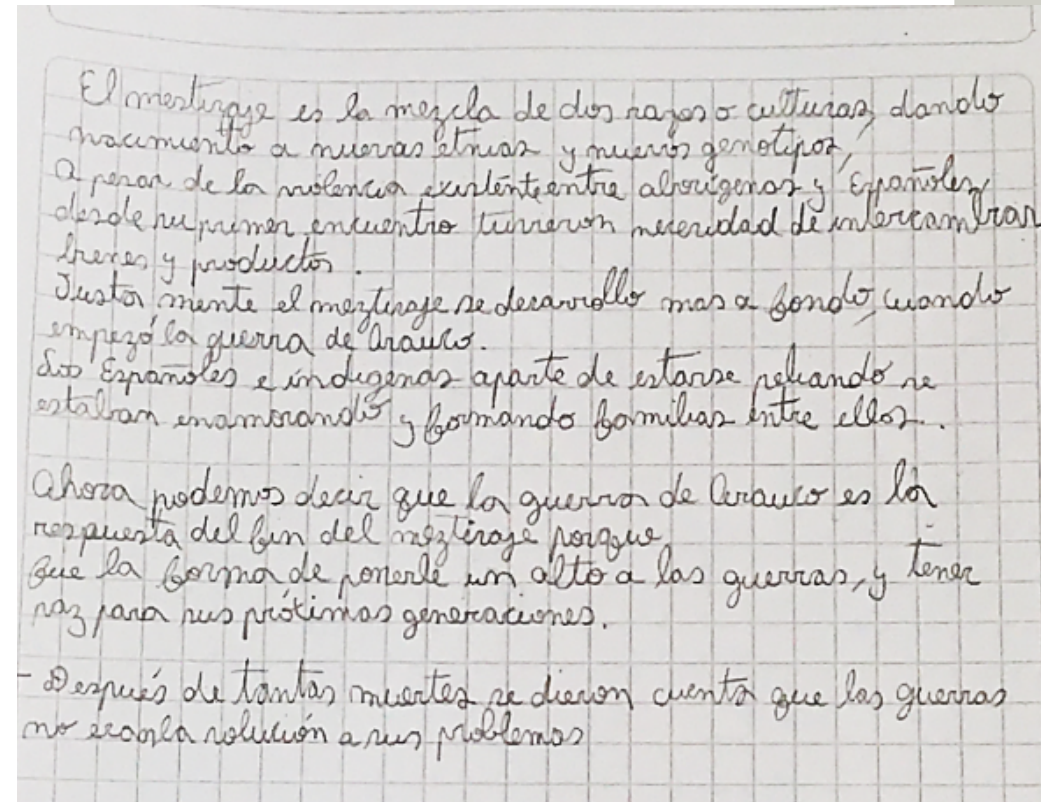 El mestizaje es la mezcla de dos razas o culturas, dando
nacimiento a nuevas etnias y nuevos genotipos,
A pesar de la violencia existente entre aborigenas y Españoles,
desde su primer encuentro tuvieron necesidad de intercambiar
bienes y productos.
Justa mente el meztizaje se desarrollo mas a fondo, cuando
empezó la guerra de Arauco.
Los Españoles e indigenas aparte de estarse peleando se
estaban enamorando y formando familias entre ellos.
Ahora podemos decir que la guerra de Arauco es la
respuesta del fin del meztizaje porque
fue la forma de ponerle un alto a las guerras, y tener
paz para sus próximas generaciones.
- Después de tantas muertes se dieron cuenta que las guerras
no eran la solución a sus problemas